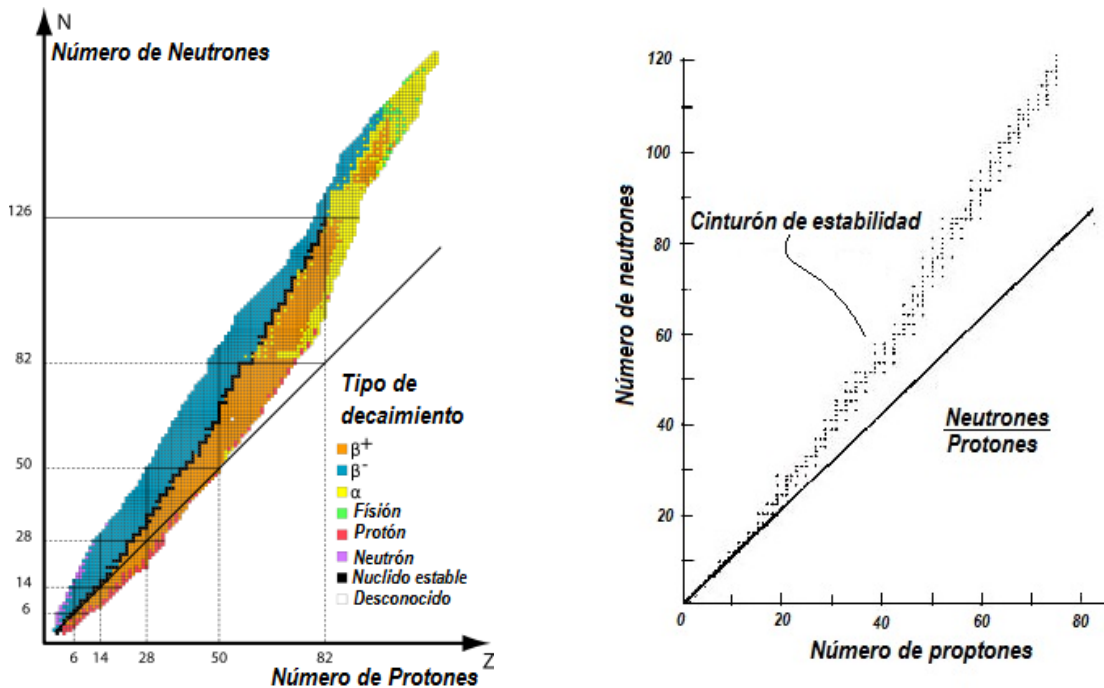 N
Número de Neutrones
126
82
50
28
14
6
Tipo de
decaimiento
β+
β-
α
Fisión
Protón
Neutrón
Nuclido estable
Desconocido
6 14 28 50 82 Z
Número de Protones
120
100
80
60
40
20
Número de neutrones
Cinturón de estabilidad
Neutrones
Protones
0 20 40 60 80
Número de proptones